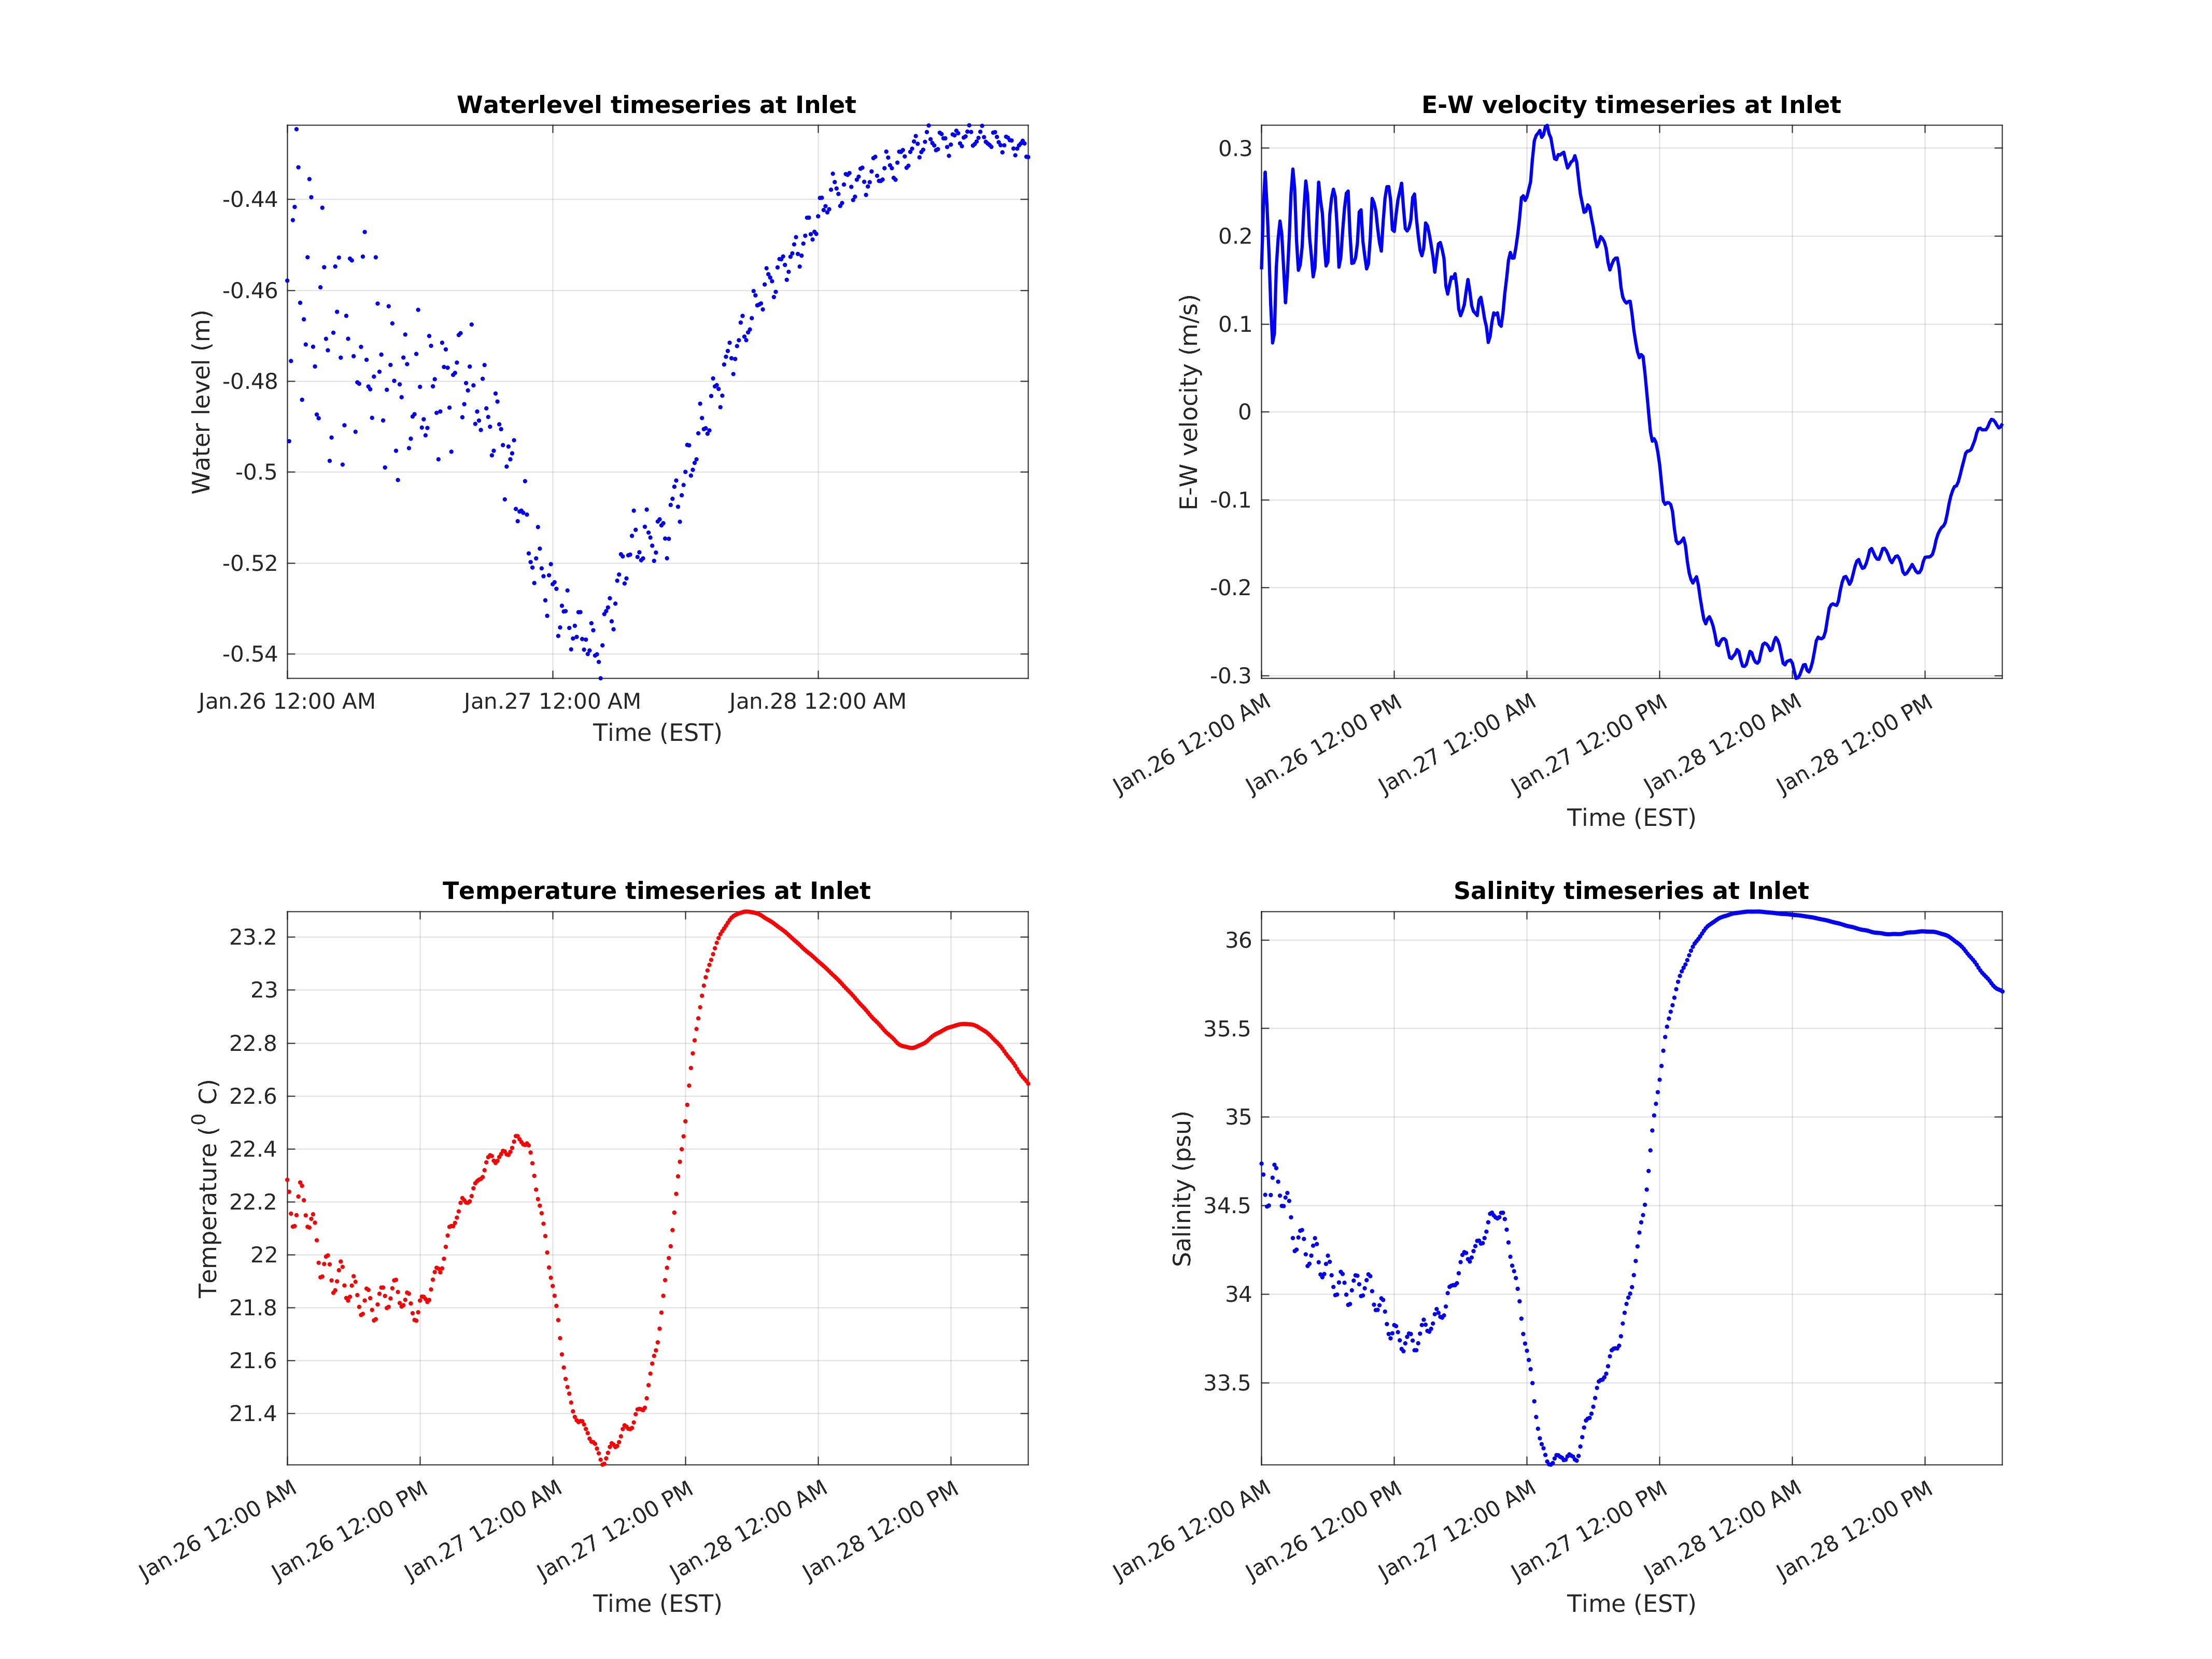 Waterlevel timeseries at Inlet
Water level (m)
-0.44
-0.46
-0.48
-0.5
-0.52
-0.54
Jan.26 12:00 AM
Jan.27 12:00 AM
Jan.28 12:00 AM
Time (EST)
E-W velocity timeseries at Inlet
E-W velocity (m/s)
0.3
0.2
0.1
0
-0.1
-0.2
-0.3
Jan.26 12:00 AM
Jan.26 12:00 PM
Jan.27 12:00 AM
Jan.27 12:00 PM
Jan.28 12:00 AM
Jan.28 12:00 PM
Time (EST)
Temperature timeseries at Inlet
Temperature (⁰ C)
23.2
23
22.8
22.6
22.4
22.2
22
21.8
21.6
21.4
Jan.26 12:00 AM
Jan.26 12:00 PM
Jan.27 12:00 AM
Jan.27 12:00 PM
Jan.28 12:00 AM
Jan.28 12:00 PM
Time (EST)
Salinity timeseries at Inlet
Salinity (psu)
36
35.5
35
34.5
34
33.5
Jan.26 12:00 AM
Jan.26 12:00 PM
Jan.27 12:00 AM
Jan.27 12:00 PM
Jan.28 12:00 AM
Jan.28 12:00 PM
Time (EST)